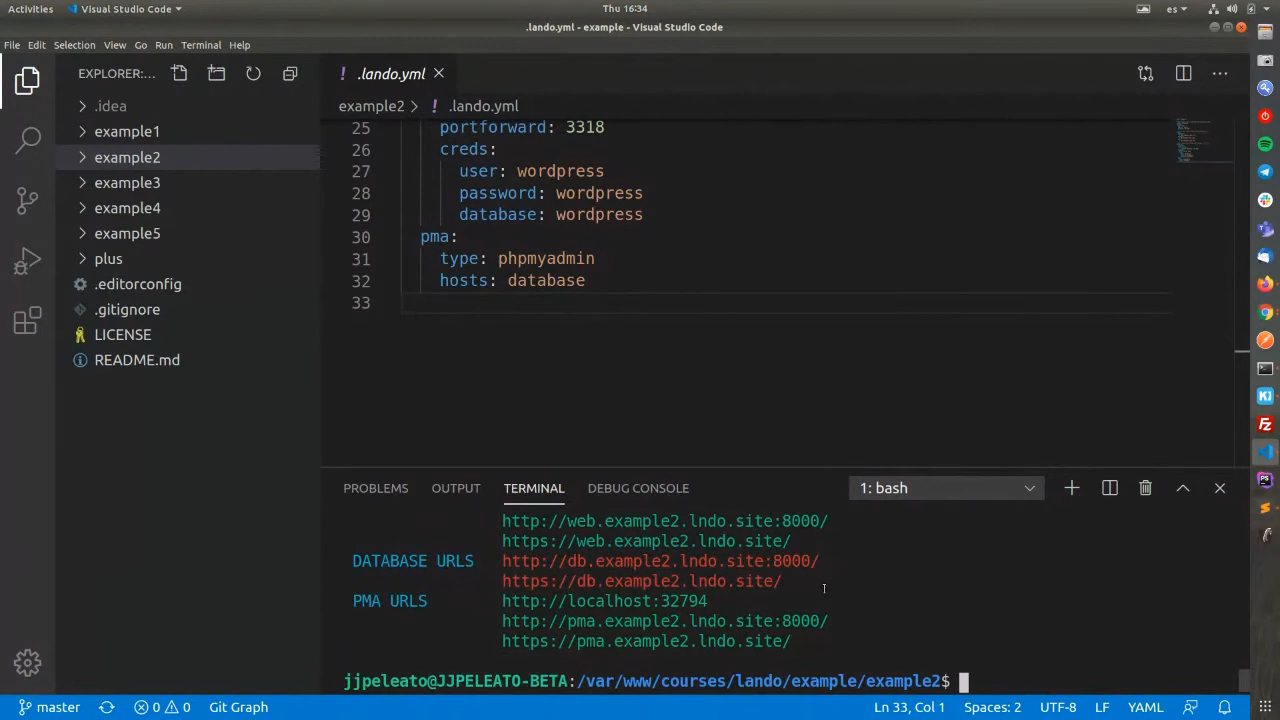 Activities
Visual Studio Code
Thu 16:34
es
.lando.yml - example - Visual Studio Code
File Edit Selection View Go Run Terminal Help
EXPLORER:...
.lando.yml
.idea
example2 > .lando.yml
example1
example2
example3
example4
example5
plus
.editorconfig
.gitignore
LICENSE
README.md
25 portforward: 3318
26 creds:
27 user: wordpress
28 password: wordpress
29 database: wordpress
30 pma:
31 type: phpmyadmin
32 hosts: database
33
PROBLEMS OUTPUT TERMINAL DEBUG CONSOLE 1: bash
http://web.example2.lndo.site:8000/
https://web.example2.lndo.site/
DATABASE URLS http://db.example2.lndo.site:8000/
https://db.example2.lndo.site/
PMA URLS http://localhost:32794
http://pma.example2.lndo.site:8000/
https://pma.example2.lndo.site/
jjpeleato@JJPELEATO-BETA:/var/www/courses/lando/example/example2$
master 0 0 Git Graph Ln 33, Col 1 Spaces: 2 UTF-8 LF YAML